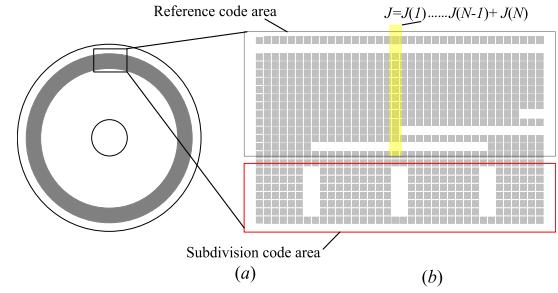 Reference code area
J=J(1)......J(N-1)+ J(N)
Subdivision code area
(a)
(b)